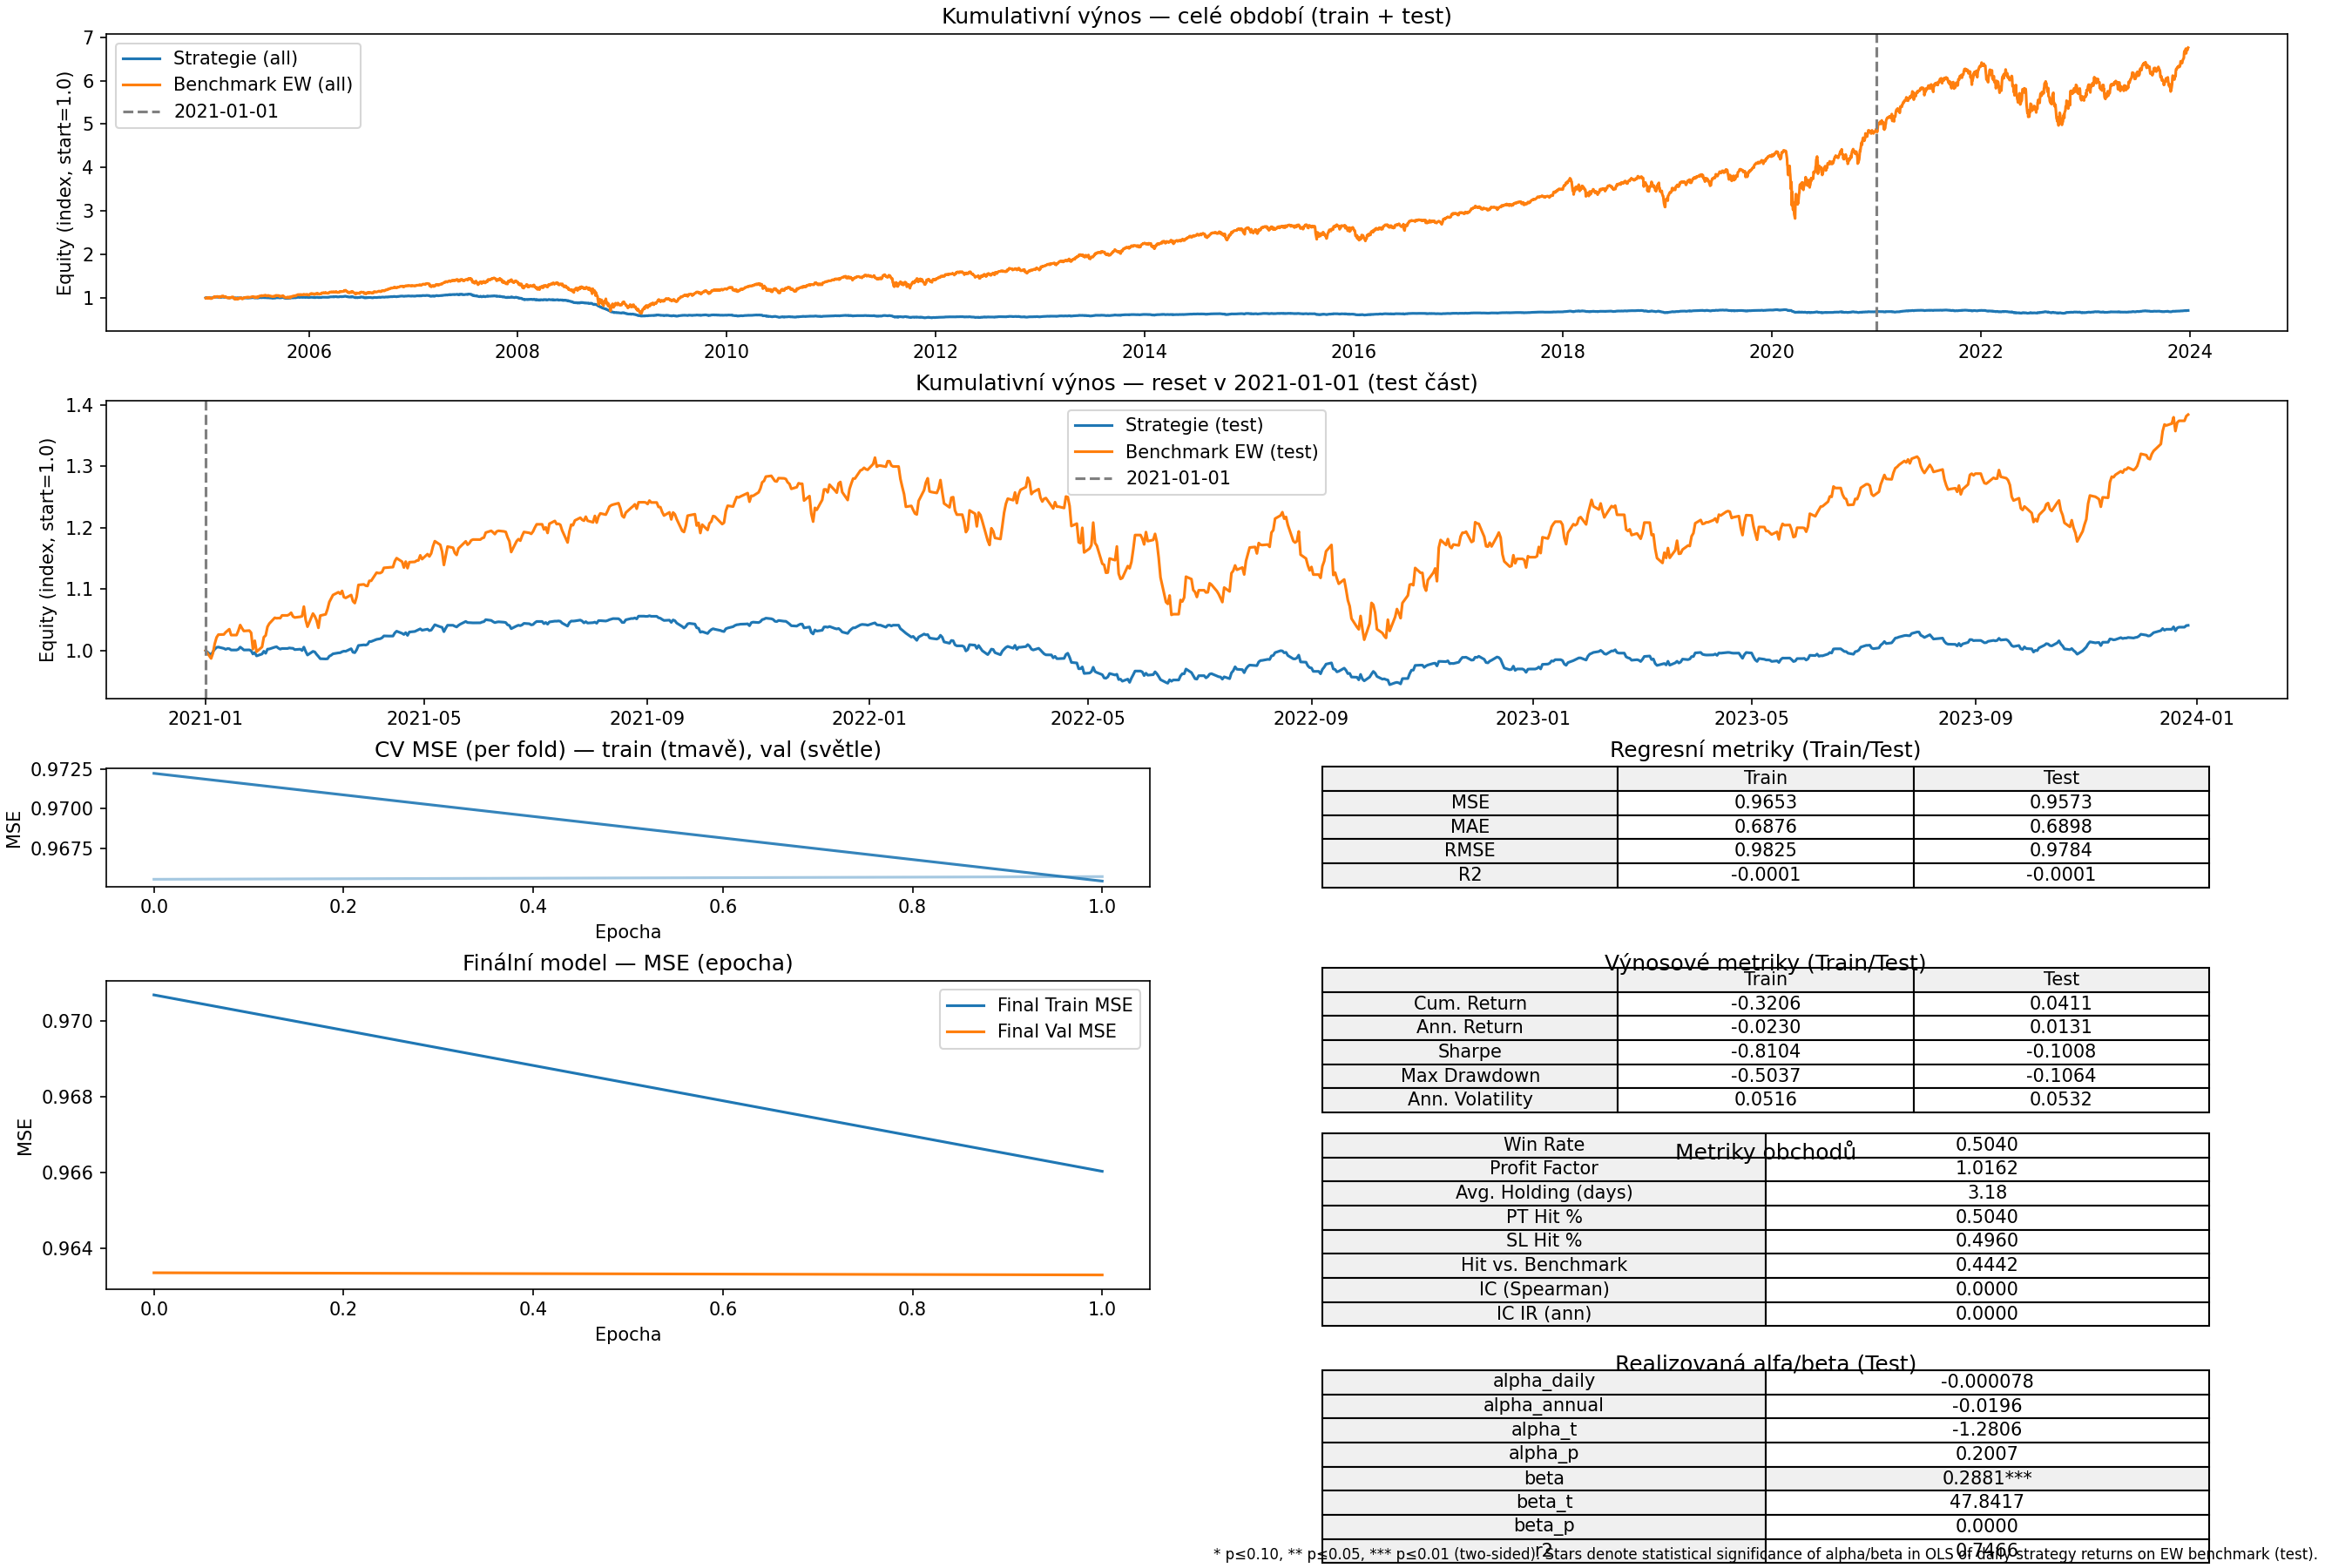 Kumulativní výnos — celé období (train + test)
Equity (index, start=1.0)
7
6
5
4
3
2
1
Strategie (all)
Benchmark EW (all)
2021-01-01
2006 2008 2010 2012 2014 2016 2018 2020 2022 2024
Kumulativní výnos — reset v 2021-01-01 (test část)
Equity (index, start=1.0)
1.4
1.3
1.2
1.1
1.0
Strategie (test)
Benchmark EW (test)
2021-01-01
2021-01 2021-05 2021-09 2022-01 2022-05 2022-09 2023-01 2023-05 2023-09 2024-01
CV MSE (per fold) — train (tmavě), val (světle)
MSE
0.9725
0.9700
0.9675
0.0 0.2 0.4 0.6 0.8 1.0
Epocha
Regresní metriky (Train/Test)
Train Test
MSE 0.9653 0.9573
MAE 0.6876 0.6898
RMSE 0.9825 0.9784
R2 -0.0001 -0.0001
Finální model — MSE (epocha)
MSE
0.970
0.968
0.966
0.964
Final Train MSE
Final Val MSE
0.0 0.2 0.4 0.6 0.8 1.0
Epocha
Výnosové metriky (Train/Test)
Train Test
Cum. Return -0.3206 0.0411
Ann. Return -0.0230 0.0131
Sharpe -0.8104 -0.1008
Max Drawdown -0.5037 -0.1064
Ann. Volatility 0.0516 0.0532
Metriky obchodů
Win Rate 0.5040
Profit Factor 1.0162
Avg. Holding (days) 3.18
PT Hit % 0.5040
SL Hit % 0.4960
Hit vs. Benchmark 0.4442
IC (Spearman) 0.0000
IC IR (ann) 0.0000
Realizovaná alfa/beta (Test)
alpha_daily -0.000078
alpha_annual -0.0196
alpha_t -1.2806
alpha_p 0.2007
beta 0.2881***
beta_t 47.8417
beta_p 0.0000
r2 0.7466
* p≤0.10, ** p≤0.05, *** p≤0.01 (two-sided). Stars denote statistical significance of alpha/beta in OLS of daily strategy returns on EW benchmark (test).